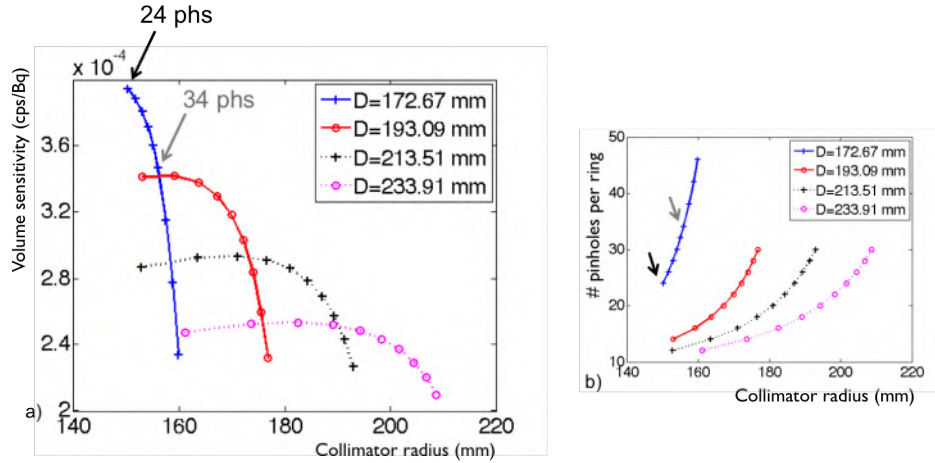 24 phs
x 10⁻⁴
34 phs
D=172.67 mm
D=193.09 mm
D=213.51 mm
D=233.91 mm
Volume sensitivity (cps/Bq)
3.6
3.2
2.8
2.4
2
a)
140 160 180 200 220
Collimator radius (mm)
50
40
30
20
10
# pinholes per ring
D=172.67 mm
D=193.09 mm
D=213.51 mm
D=233.91 mm
b)
140 160 180 200 220
Collimator radius (mm)